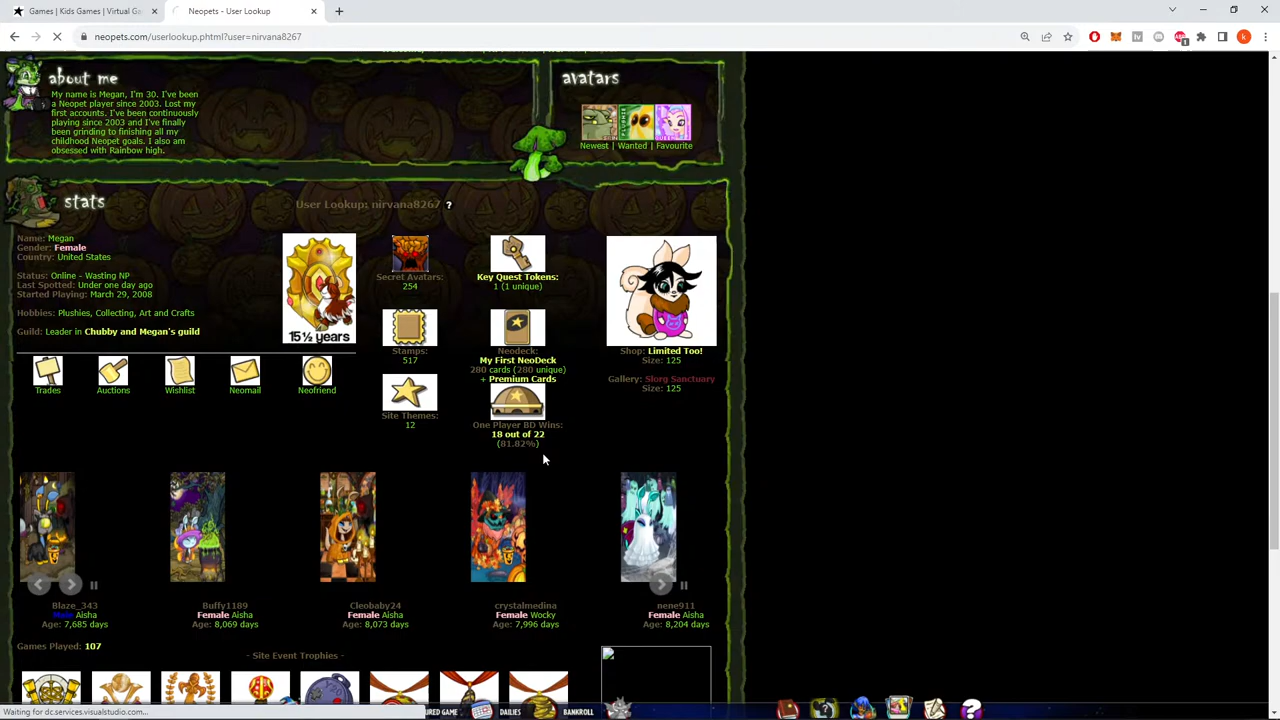 Games | Kids Games | Virtual Ga
Neopets - User Lookup
neopets.com/userlookup.phtml?user=nirvana8267
k
about me
My name is Megan, I'm 30. I've been
a Neopet player since 2003. Lost my
first accounts. I've been continuously
playing since 2003 and I've finally
been grinding to finishing all my
childhood Neopet goals. I also am
obsessed with Rainbow high.
avatars
Newest | Wanted | Favourite
stats
User Lookup: nirvana8267 ?
Name: Megan
Gender: Female
Country: United States
Status: Online - Wasting NP
Last Spotted: Under one day ago
Started Playing: March 29, 2008
Hobbies: Plushies, Collecting, Art and Crafts
Guild: Leader in Chubby and Megan's guild
15½ years
Trades
Auctions
Wishlist
Neomail
Neofriend
Secret Avatars:
254
Stamps:
517
Site Themes:
12
Key Quest Tokens:
1 (1 unique)
Neodeck:
My First NeoDeck
280 cards (280 unique)
+ Premium Cards
One Player BD Wins:
18 out of 22
(81.82%)
Shop: Limited Too!
Size: 125
Gallery: Slorg Sanctuary
Size: 125
Blaze_343
Male Aisha
Age: 7,685 days
Buffy1189
Female Aisha
Age: 8,069 days
Cleobaby24
Female Aisha
Age: 8,073 days
crystalmedina
Female Wocky
Age: 7,996 days
nene911
Female Aisha
Age: 8,204 days
Games Played: 107
- Site Event Trophies -
Waiting for dc.services.visualstudio.com...
URED GAME
DAILIES
BANKROLL